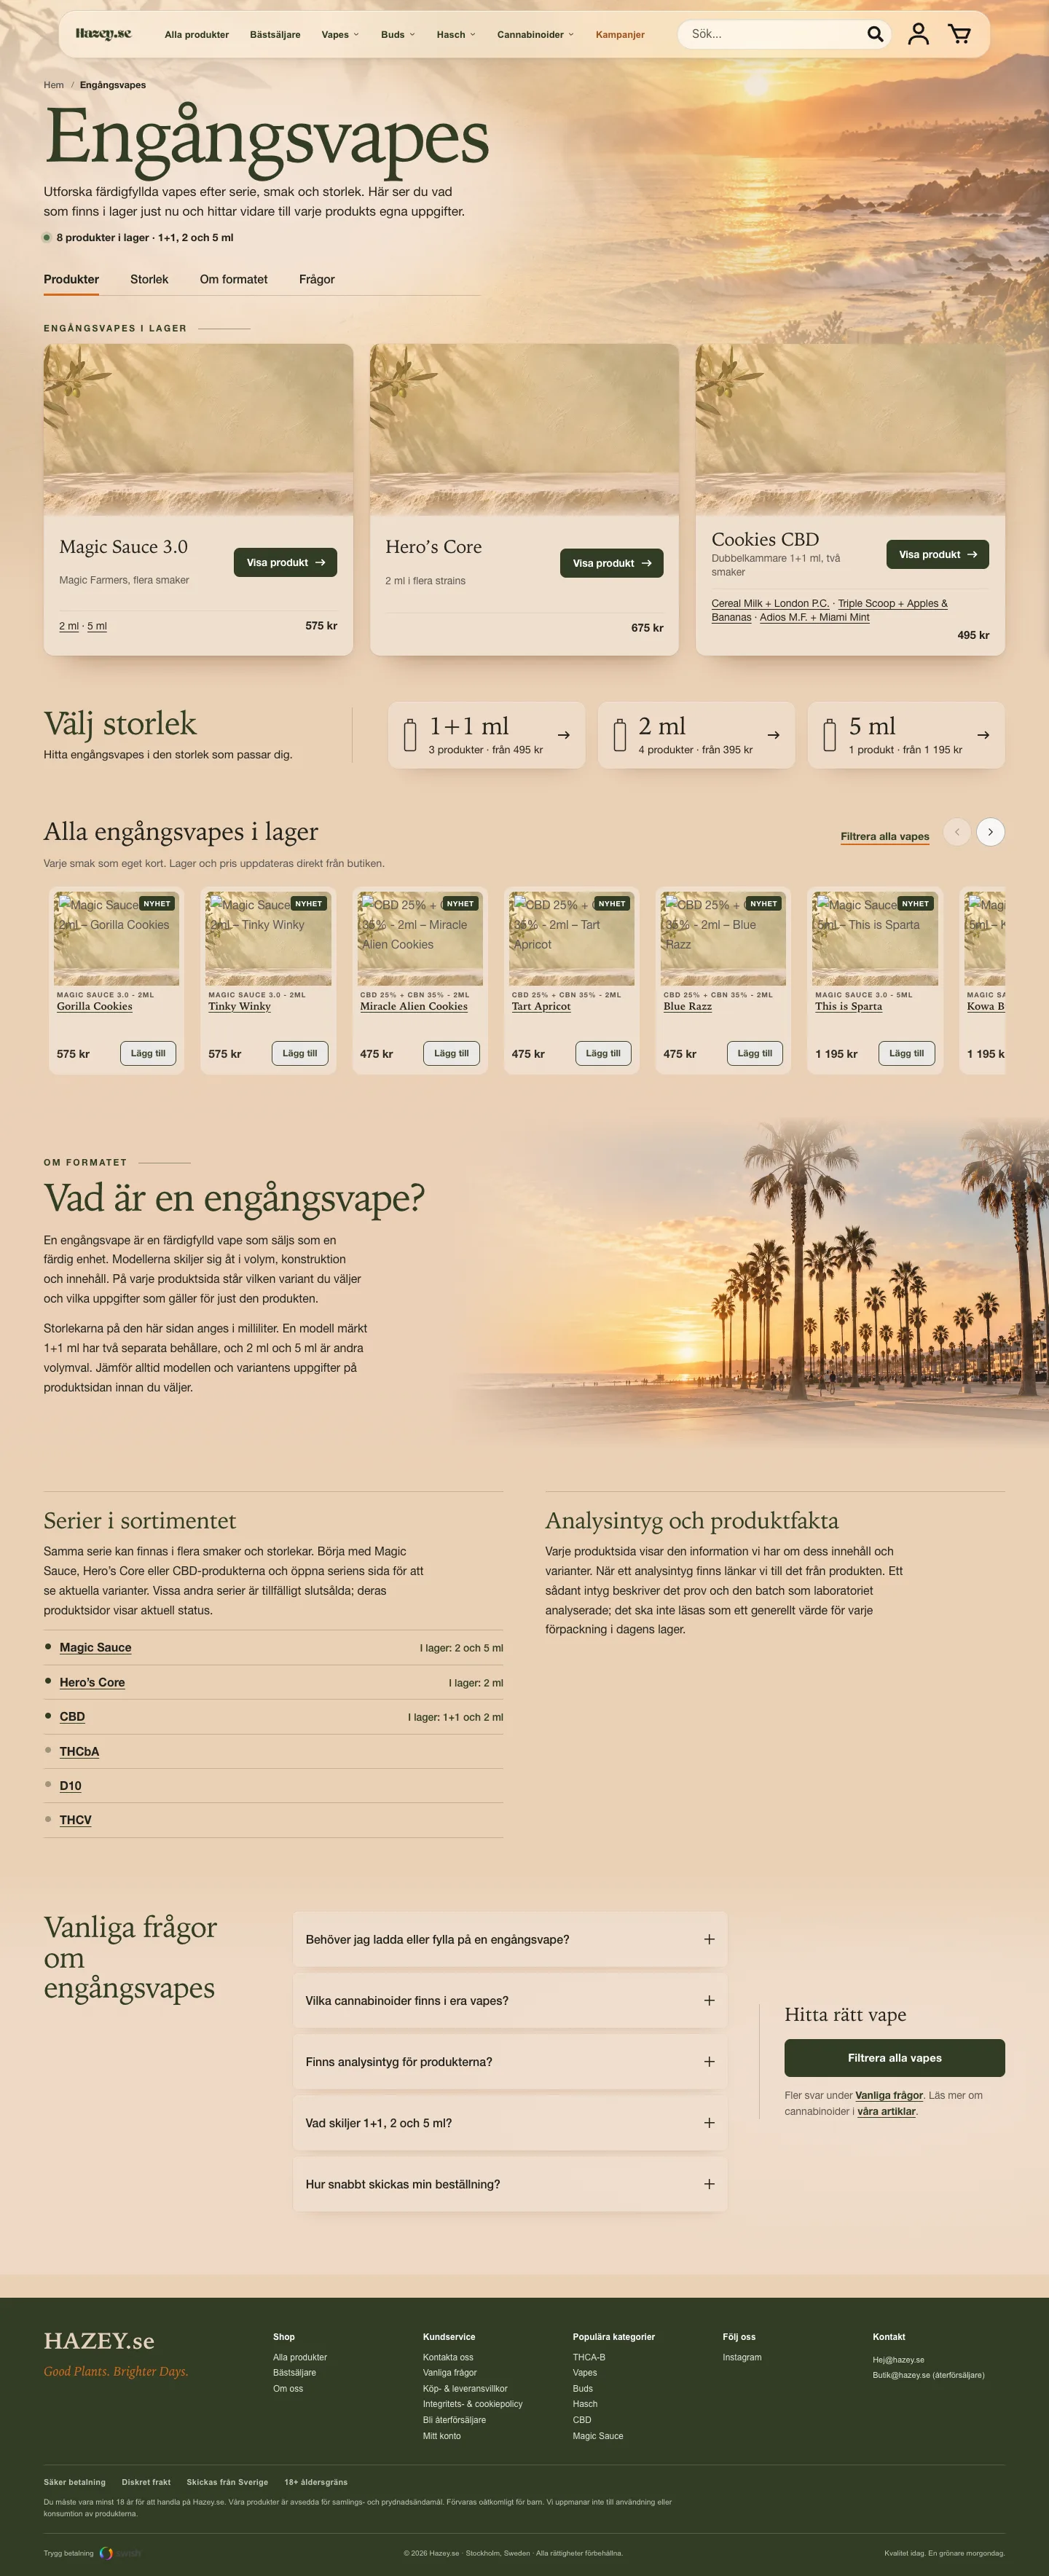 Hazey.se
Alla produkter
Bästsäljare
Vapes
Buds
Hasch
Cannabinoider
Kampanjer
Sök...
Hem / Engångsvapes
Engångsvapes
Utforska färdigfyllda vapes efter serie, smak och storlek. Här ser du vad
som finns i lager just nu och hittar vidare till varje produkts egna uppgifter.
8 produkter i lager · 1+1, 2 och 5 ml
Produkter
Storlek
Om formatet
Frågor
ENGÅNGSVAPES I LAGER
Magic Sauce 3.0
Magic Farmers, flera smaker
Visa produkt →
2 ml · 5 ml
575 kr
Hero’s Core
2 ml i flera strains
Visa produkt →
675 kr
Cookies CBD
Dubbelkammare 1+1 ml, två
smaker
Visa produkt →
Cereal Milk + London P.C. · Triple Scoop + Apples &
Bananas · Adios M.F. + Miami Mint
495 kr
Välj storlek
Hitta engångsvapes i den storlek som passar dig.
1+1 ml
3 produkter · från 495 kr
2 ml
4 produkter · från 395 kr
5 ml
1 produkt · från 1 195 kr
Alla engångsvapes i lager
Varje smak som eget kort. Lager och pris uppdateras direkt från butiken.
Filtrera alla vapes
Magic Sauce
2ml – Gorilla Cookies
NYHET
MAGIC SAUCE 3.0 - 2ML
Gorilla Cookies
575 kr
Lägg till
Magic Sauce
2ml – Tinky Winky
NYHET
MAGIC SAUCE 3.0 - 2ML
Tinky Winky
575 kr
Lägg till
CBD 25% +
35% - 2ml – Miracle
Alien Cookies
NYHET
CBD 25% + CBN 35% - 2ML
Miracle Alien Cookies
475 kr
Lägg till
CBD 25% +
35% - 2ml – Tart
Apricot
NYHET
CBD 25% + CBN 35% - 2ML
Tart Apricot
475 kr
Lägg till
CBD 25% +
35% - 2ml – Blue
Razz
NYHET
CBD 25% + CBN 35% - 2ML
Blue Razz
475 kr
Lägg till
Magic Sauce
5ml – This is Sparta
NYHET
MAGIC SAUCE 3.0 - 5ML
This is Sparta
1 195 kr
Lägg till
5ml –
MAGIC
Kowa
1 195
OM FORMATET
Vad är en engångsvape?
En engångsvape är en färdigfylld vape som säljs som en
färdig enhet. Modellerna skiljer sig åt i volym, konstruktion
och innehåll. På varje produktsida står vilken variant du väljer
och vilka uppgifter som gäller för just den produkten.
Storlekarna på den här sidan anges i milliliter. En modell märkt
1+1 ml har två separata behållare, och 2 ml och 5 ml är andra
volymval. Jämför alltid modellen och variantens uppgifter på
produktsidan innan du väljer.
Serier i sortimentet
Samma serie kan finnas i flera smaker och storlekar. Börja med Magic
Sauce, Hero’s Core eller CBD-produkterna och öppna seriens sida för att
se aktuella varianter. Vissa andra serier är tillfälligt slutsålda; deras
produktsidor visar aktuell status.
Magic Sauce
I lager: 2 och 5 ml
Hero’s Core
I lager: 2 ml
CBD
I lager: 1+1 och 2 ml
THCbA
D10
THCV
Analysintyg och produktfakta
Varje produktsida visar den information vi har om dess innehåll och
varianter. När ett analysintyg finns länkar vi till det från produkten. Ett
sådant intyg beskriver det prov och den batch som laboratoriet
analyserade; det ska inte läsas som ett generellt värde för varje
förpackning i dagens lager.
Vanliga frågor
om
engångsvapes
Behöver jag ladda eller fylla på en engångsvape?
Vilka cannabinoider finns i era vapes?
Finns analysintyg för produkterna?
Vad skiljer 1+1, 2 och 5 ml?
Hur snabbt skickas min beställning?
Hitta rätt vape
Filtrera alla vapes
Fler svar under Vanliga frågor. Läs mer om
cannabinoider i våra artiklar.
HAZEY.se
Good Plants. Brighter Days.
Shop
Alla produkter
Bästsäljare
Om oss
Kundservice
Kontakta oss
Vanliga frågor
Köp- & leveransvillkor
Integritets- & cookiepolicy
Bli återförsäljare
Mitt konto
Populära kategorier
THCA-B
Vapes
Buds
Hasch
CBD
Magic Sauce
Följ oss
Instagram
Kontakt
Hej@hazey.se
Butik@hazey.se (återförsäljare)
Säker betalning
Diskret frakt
Skickas från Sverige
18+ åldersgräns
Du måste vara minst 18 år för att handla på Hazey.se. Våra produkter är avsedda för samlings- och prydnadsändamål. Förvaras oåtkomligt för barn. Vi uppmanar inte till användning eller
konsumtion av produkterna.
Trygg betalning
© 2026 Hazey.se · Stockholm, Sweden · Alla rättigheter förbehållna.
Kvalitet idag. En grönare morgondag.